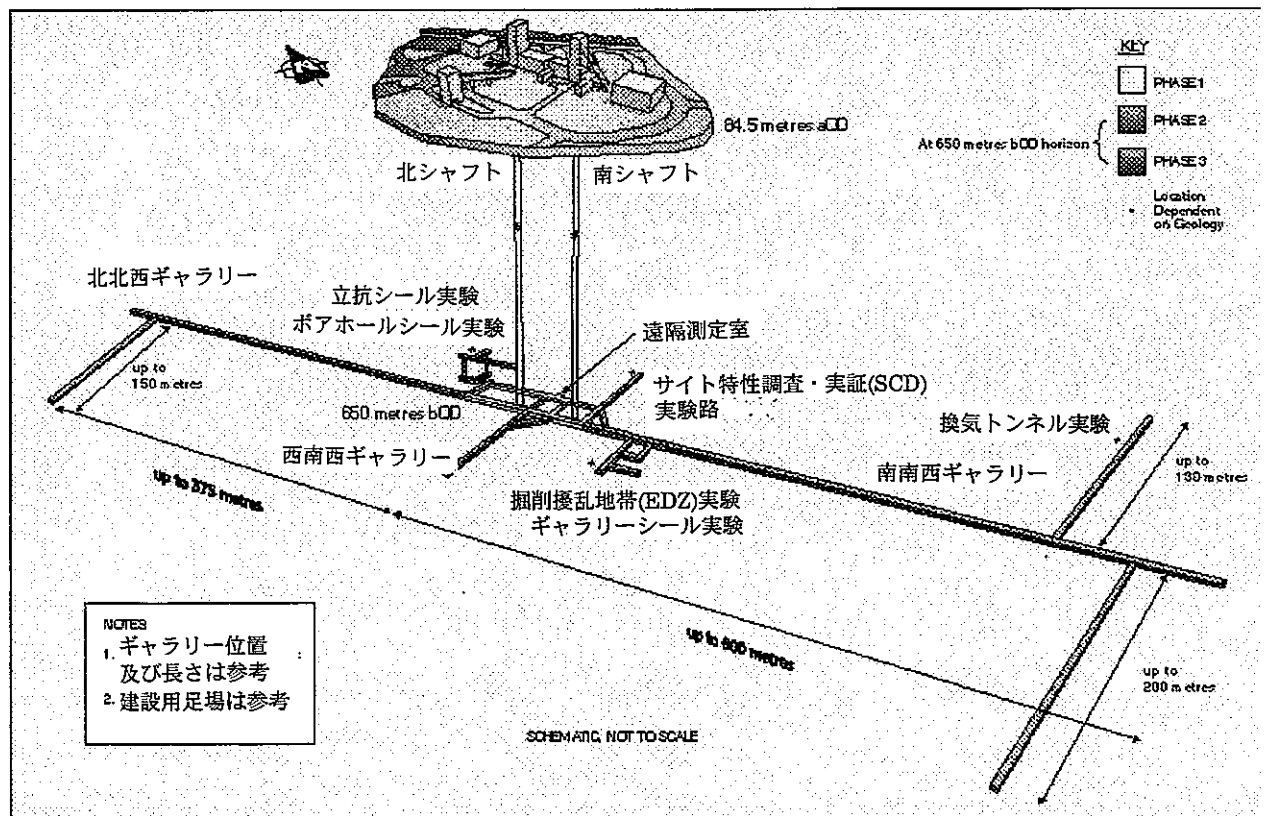 KEY
PHASE 1
PHASE 2
At 650 metres bOD horizon
PHASE 3
Location
Dependent
on Geology
84.5 metres aOD
北シャフト
南シャフト
北北西ギャラリー
立抗シール実験
ボアホールシール実験
遠隔測定室
up to
150 metres
サイト特性調査・実証(SCD)
実験路
650 metres bOD
換気トンネル実験
西南西ギャラリー
南南西ギャラリー
up to
130 metres
up to 375 metres
掘削擾乱地帯(EDZ)実験
ギャラリーシール実験
up to 600 metres
up to
200 metres
NOTES
1. ギャラリー位置
及び長さは参考
2. 建設用足場は参考
SCHEMATIC, NOT TO SCALE